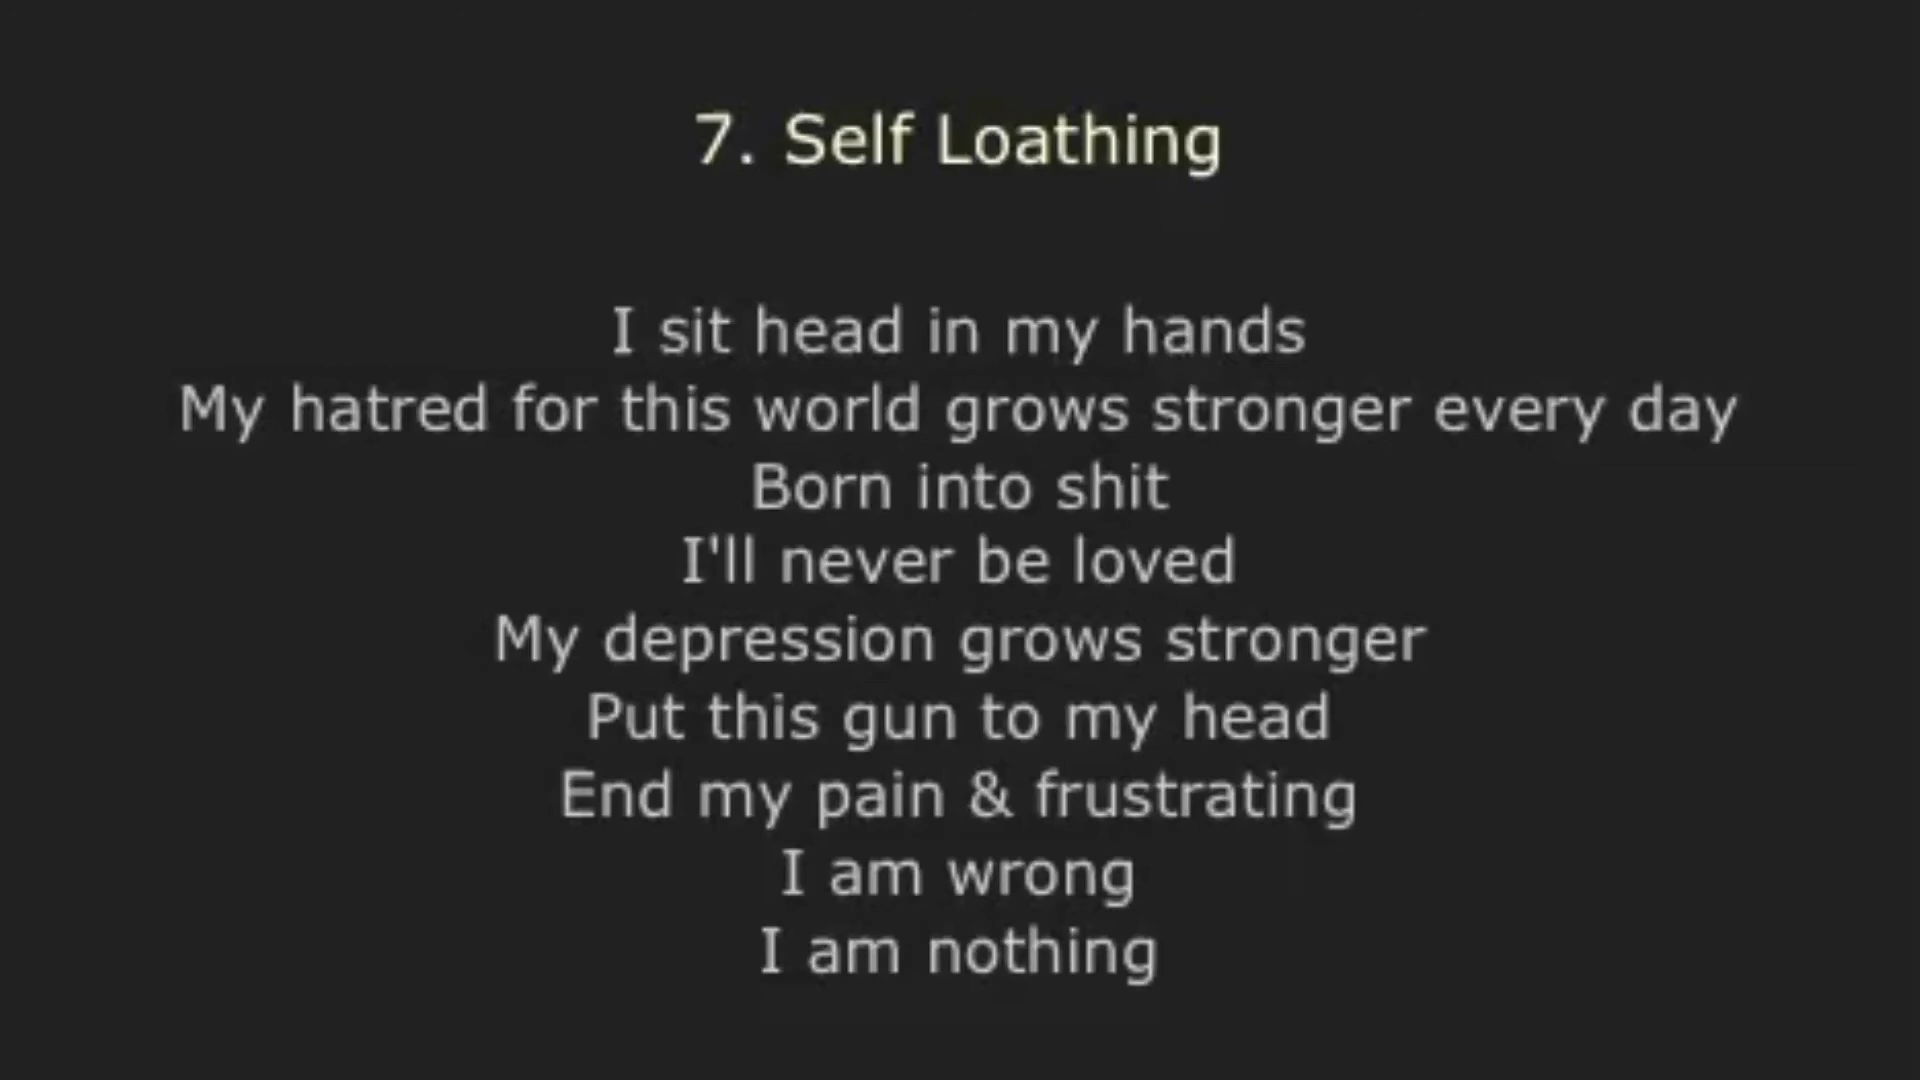 7. Self Loathing
I sit head in my hands
My hatred for this world grows stronger every day
Born into shit
I'll never be loved
My depression grows stronger
Put this gun to my head
End my pain & frustrating
I am wrong
I am nothing